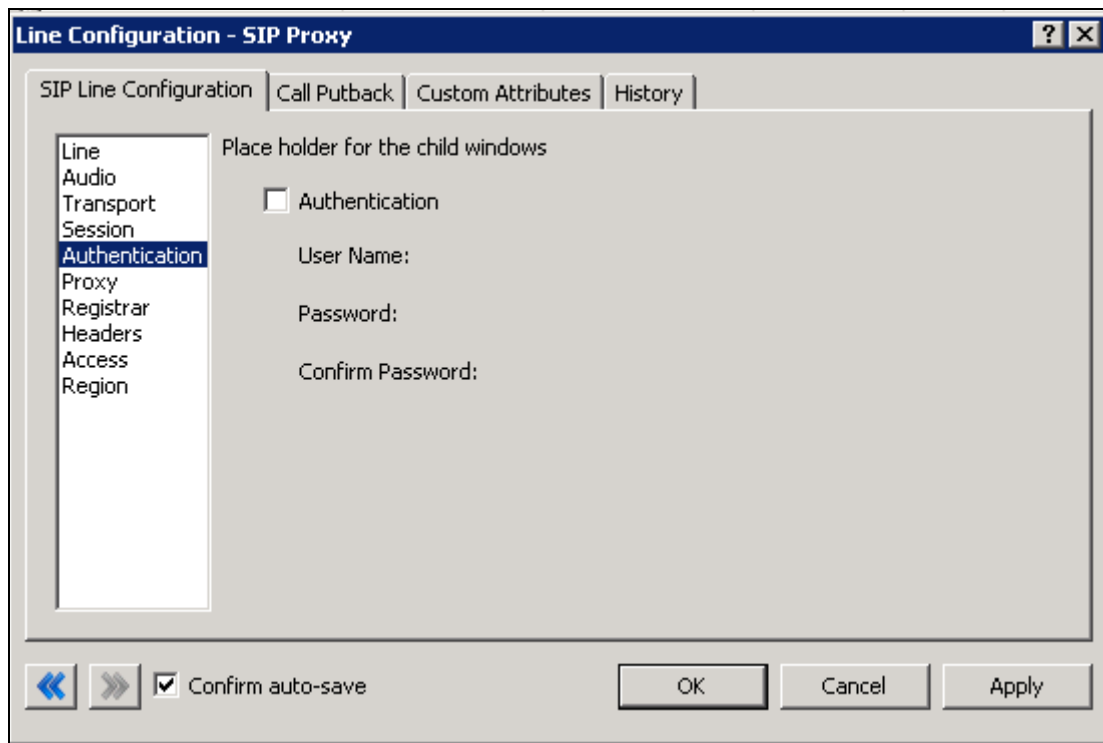 Line Configuration - SIP Proxy
SIP Line Configuration
Call Putback
Custom Attributes
History
Line
Audio
Transport
Session
Authentication
Proxy
Registrar
Headers
Access
Region
Place holder for the child windows
Authentication
User Name:
Password:
Confirm Password:
Confirm auto-save
OK
Cancel
Apply